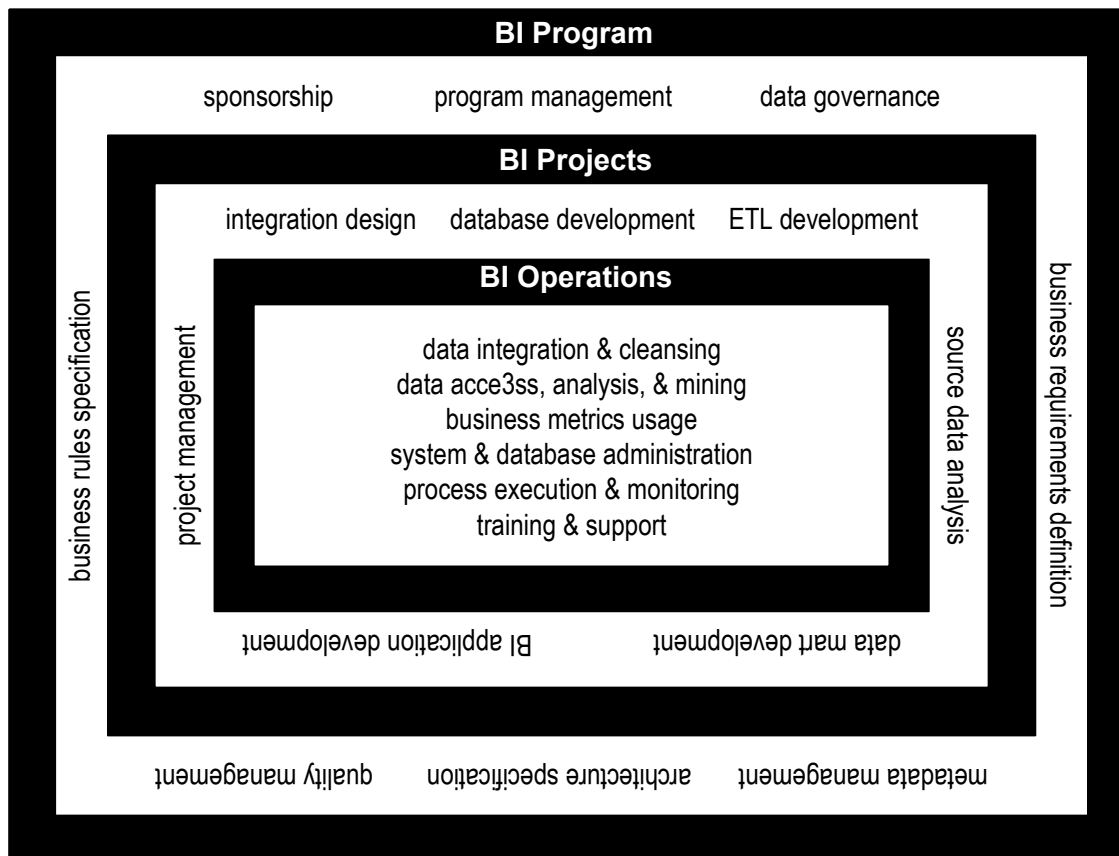 BI Program
sponsorship program management data governance
business rules specification
business requirements definition
BI Projects
integration design database development ETL development
project management
source data analysis
BI Operations
data integration & cleansing
data acce3ss, analysis, & mining
business metrics usage
system & database administration
process execution & monitoring
training & support
BI application development data mart development
quality management architecture specification metadata management